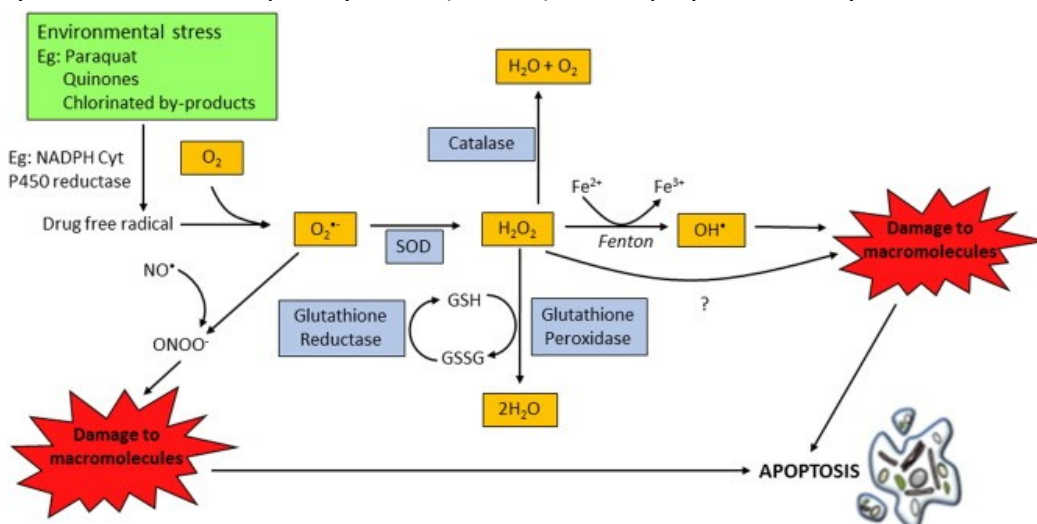 Environmental stress
Eg: Paraquat
Quinones
Chlorinated by-products
Eg: NADPH Cyt
P450 reductase
O₂
Drug free radical
O₂•-
SOD
H₂O₂
Catalase
H₂O + O₂
Fe²⁺
Fe³⁺
Fenton
OH•
Damage to
macromolecules
?
NO•
ONOO⁻
Glutathione
Reductase
GSH
GSSG
Glutathione
Peroxidase
2H₂O
Damage to
macromolecules
APOPTOSIS